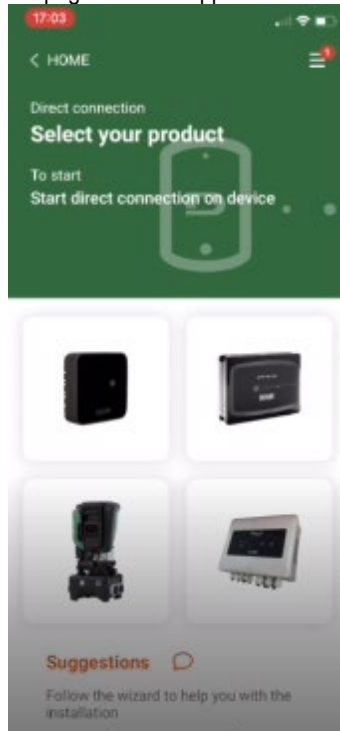 17:03
< HOME
1
Direct connection
Select your product
To start
Start direct connection on device
Suggestions
Follow the wizard to help you with the
installation